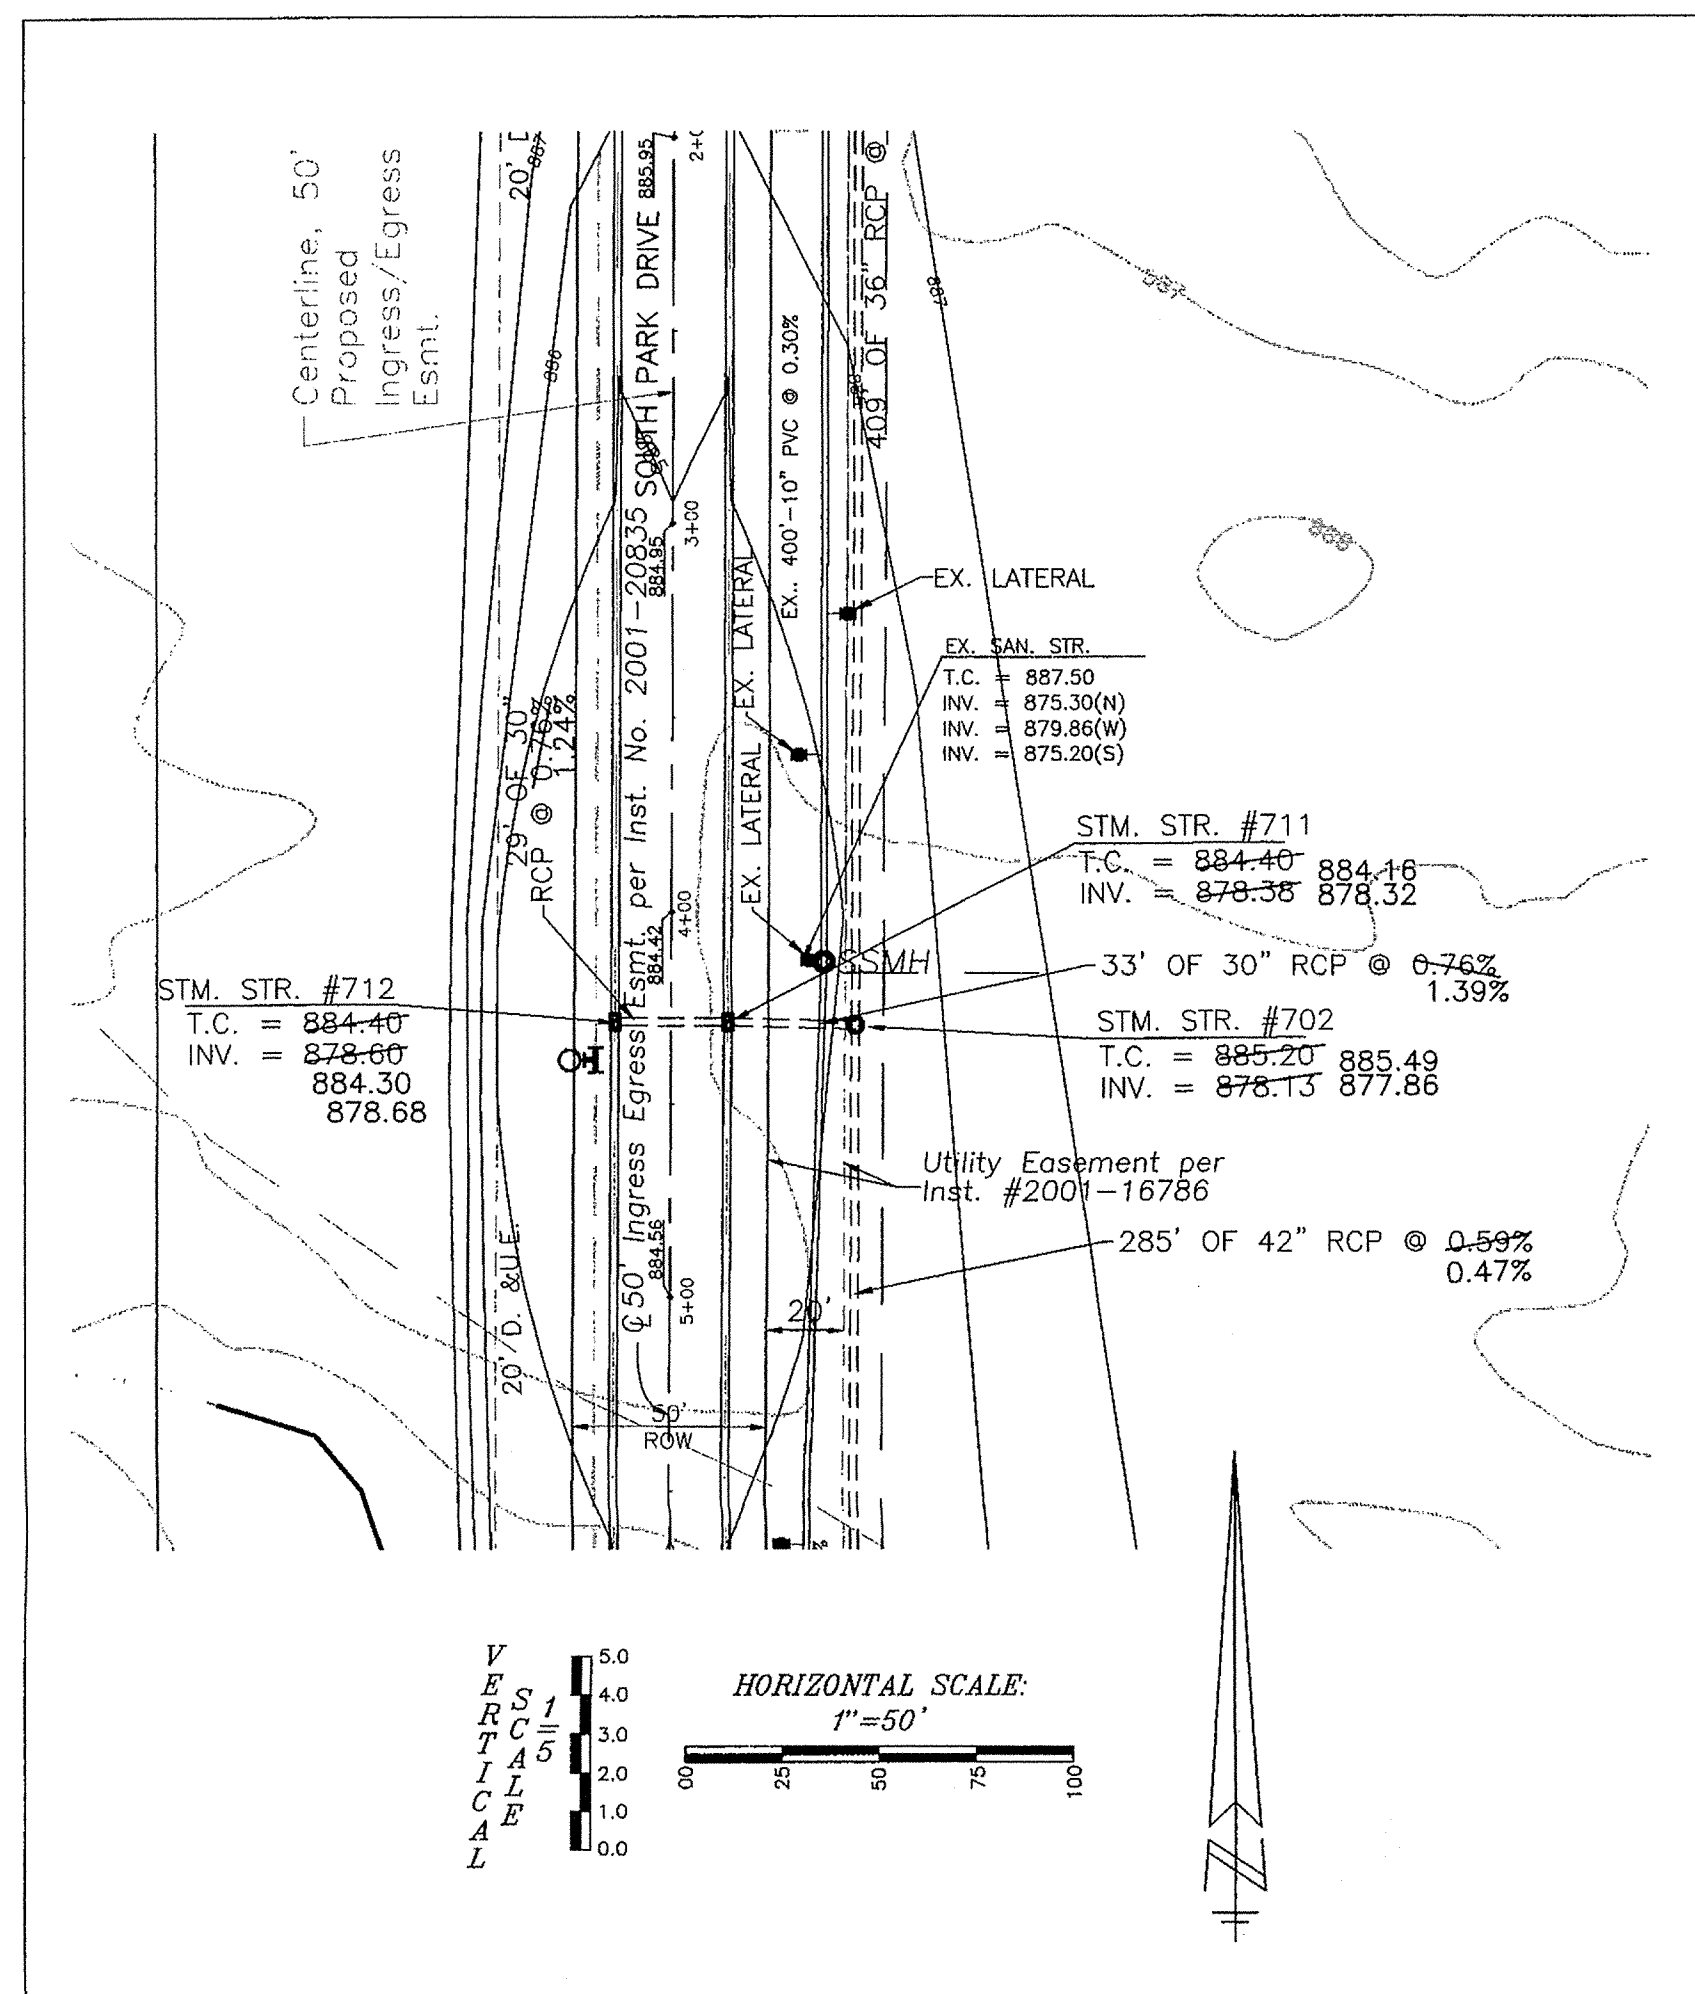 Centerline, 50'
Proposed
Ingress/Egress
Esmt.
20'
887
886
885.95
2+
SOUTH PARK DRIVE
409' OF 36" RCP @
EX.. 400'-10" PVC @ 0.30%
887
887
888
3+00
884.95
EX. LATERAL
EX. LATERAL
EX. LATERAL
EX. SAN. STR.
T.C. = 887.50
INV. = 875.30(N)
INV. = 879.86(W)
INV. = 875.20(S)
29' OF 30"
RCP @ 0.76%
1.24%
℄ 50' Ingress Egress Esmt. per Inst. No. 2001-20835
4+00
884.42
STM. STR. #711
T.C. = 884.40 884.16
INV. = 878.38 878.32
SSMH
33' OF 30" RCP @ 0.76%
1.39%
STM. STR. #712
T.C. = 884.40
INV. = 878.60
884.30
878.68
STM. STR. #702
T.C. = 885.20 885.49
INV. = 878.13 877.86
Utility Easement per
Inst. #2001-16786
285' OF 42" RCP @ 0.59%
0.47%
20' D. &U.E.
884.56
5+00
20'
50'
ROW
VERTICAL
SCALE
1
5
5.0
4.0
3.0
2.0
1.0
0.0
HORIZONTAL SCALE:
1"=50'
00
25
50
75
100
N